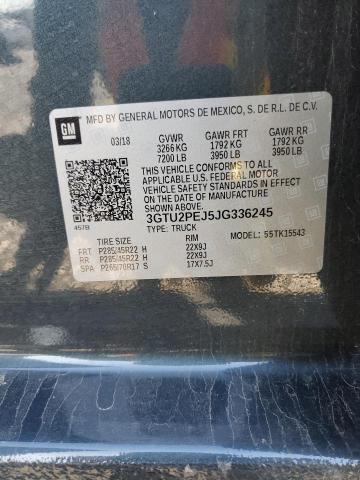 GM
MFD BY GENERAL MOTORS DE MEXICO, S. DE R.L. DE C.V.
03/18 GVWR GAWR FRT GAWR RR
3266 KG 1792 KG 1792 KG
7200 LB 3950 LB 3950 LB
THIS VEHICLE CONFORMS TO ALL
APPLICABLE U.S. FEDERAL MOTOR
VEHICLE SAFETY STANDARDS IN EFFECT
ON THE DATE OF MANUFACTURE SHOWN ABOVE.
3GTU2PEJ5JG336245
457B TYPE: TRUCK MODEL: 55TK15543
TIRE SIZE RIM
FRT P285/45R22 H 22X9J
RR P285/45R22 H 22X9J
SPA P265/70R17 S 17X7.5J